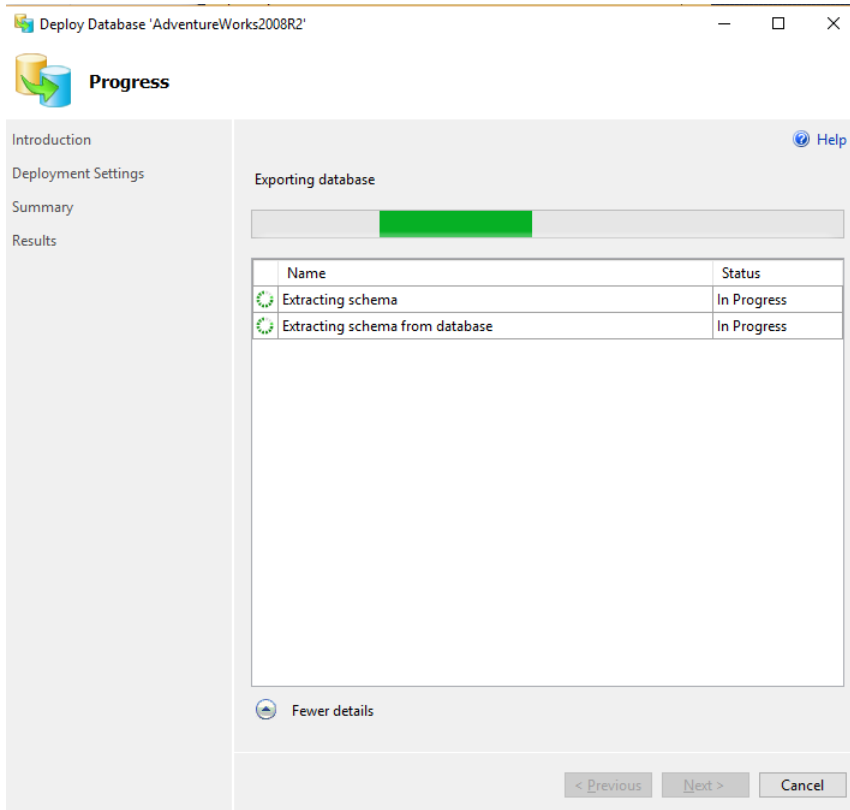 Deploy Database 'AdventureWorks2008R2'
Progress
Introduction
Deployment Settings
Summary
Results
Help
Exporting database
Name Status
Extracting schema In Progress
Extracting schema from database In Progress
Fewer details
< Previous Next > Cancel